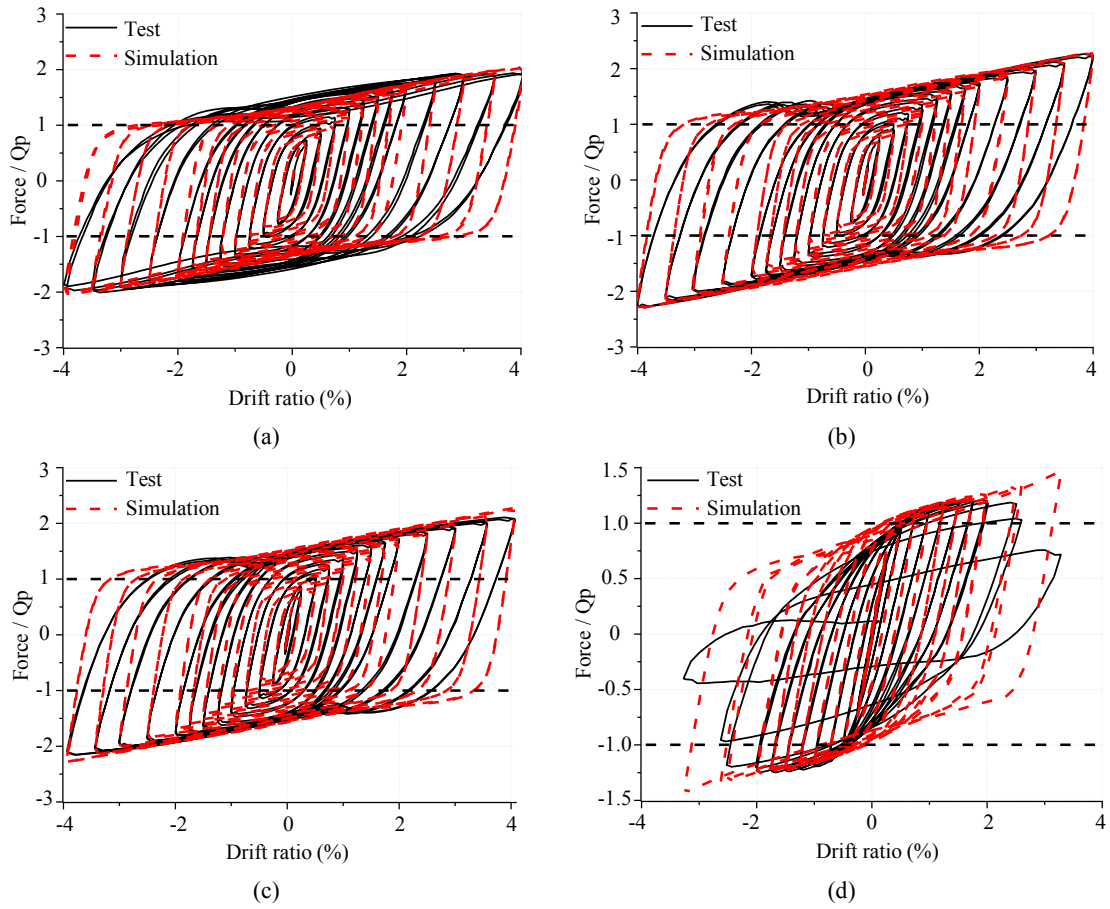 Test
Simulation
3
2
1
0
-1
-2
-3
Force / Qp
-4
-2
0
2
4
Drift ratio (%)
(a)
Test
Simulation
3
2
1
0
-1
-2
-3
Force / Qp
-4
-2
0
2
4
Drift ratio (%)
(b)
Test
Simulation
3
2
1
0
-1
-2
-3
Force / Qp
-4
-2
0
2
4
Drift ratio (%)
(c)
Test
Simulation
1.5
1.0
0.5
0
-0.5
-1.0
-1.5
Force / Qp
-4
-2
0
2
4
Drift ratio (%)
(d)